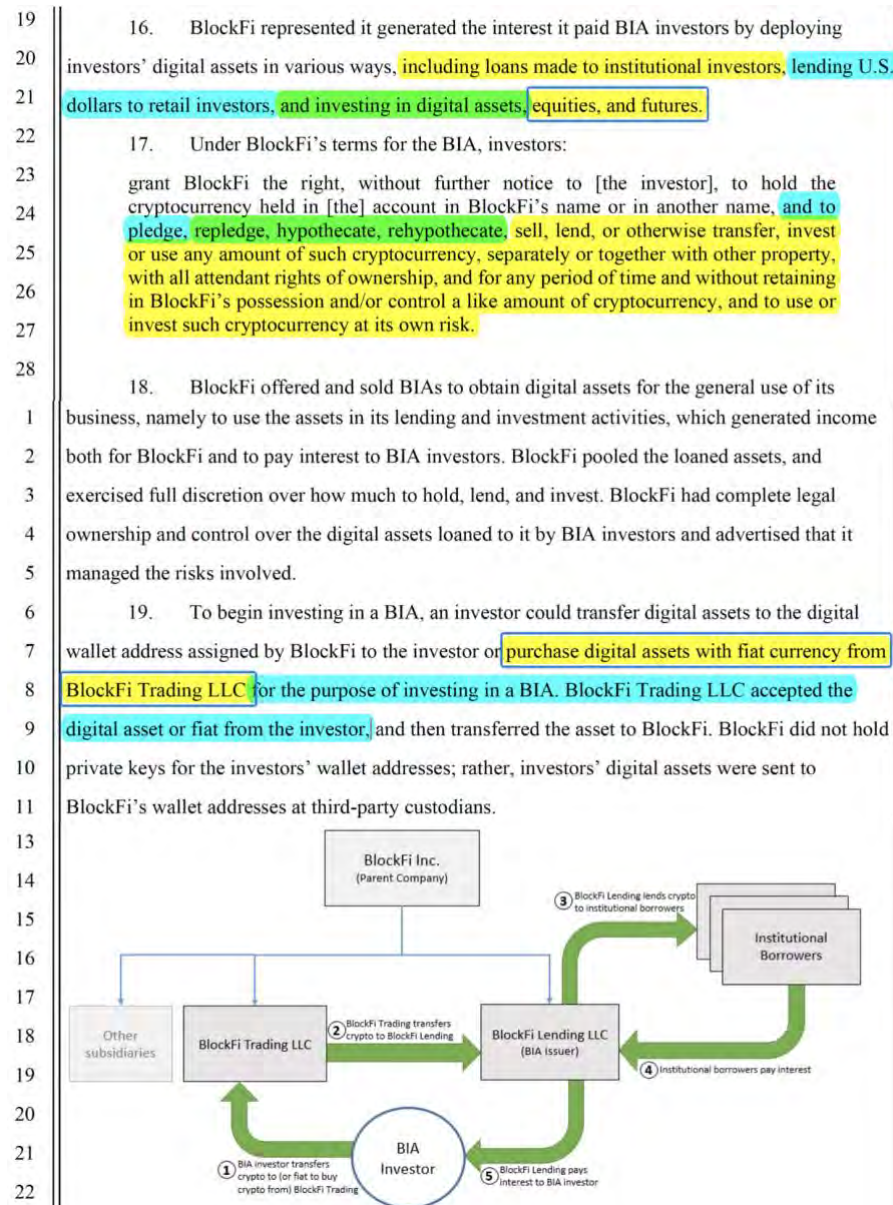 19 16. BlockFi represented it generated the interest it paid BIA investors by deploying
20 investors’ digital assets in various ways, including loans made to institutional investors, lending U.S.
21 dollars to retail investors, and investing in digital assets, equities, and futures.
22 17. Under BlockFi’s terms for the BIA, investors:
23 grant BlockFi the right, without further notice to [the investor], to hold the
24 cryptocurrency held in [the] account in BlockFi’s name or in another name, and to
pledge, repledge, hypothecate, rehypothecate, sell, lend, or otherwise transfer, invest
25 or use any amount of such cryptocurrency, separately or together with other property,
26 with all attendant rights of ownership, and for any period of time and without retaining
in BlockFi’s possession and/or control a like amount of cryptocurrency, and to use or
27 invest such cryptocurrency at its own risk.
28
18. BlockFi offered and sold BIAs to obtain digital assets for the general use of its
1 business, namely to use the assets in its lending and investment activities, which generated income
2 both for BlockFi and to pay interest to BIA investors. BlockFi pooled the loaned assets, and
3 exercised full discretion over how much to hold, lend, and invest. BlockFi had complete legal
4 ownership and control over the digital assets loaned to it by BIA investors and advertised that it
5 managed the risks involved.
6 19. To begin investing in a BIA, an investor could transfer digital assets to the digital
7 wallet address assigned by BlockFi to the investor or purchase digital assets with fiat currency from
8 BlockFi Trading LLC for the purpose of investing in a BIA. BlockFi Trading LLC accepted the
9 digital asset or fiat from the investor, and then transferred the asset to BlockFi. BlockFi did not hold
10 private keys for the investors’ wallet addresses; rather, investors’ digital assets were sent to
11 BlockFi’s wallet addresses at third-party custodians.
13
BlockFi Inc.
(Parent Company)
14
3 BlockFi Lending lends crypto
to institutional borrowers
15
Institutional
Borrowers
16
17
Other
subsidiaries
BlockFi Trading LLC
2 BlockFi Trading transfers
crypto to BlockFi Lending
BlockFi Lending LLC
(BIA issuer)
18
4 Institutional borrowers pay interest
19
20
BIA
Investor
21
1 BIA investor transfers
crypto to (or fiat to buy
crypto from) BlockFi Trading
5 BlockFi Lending pays
interest to BIA investor
22